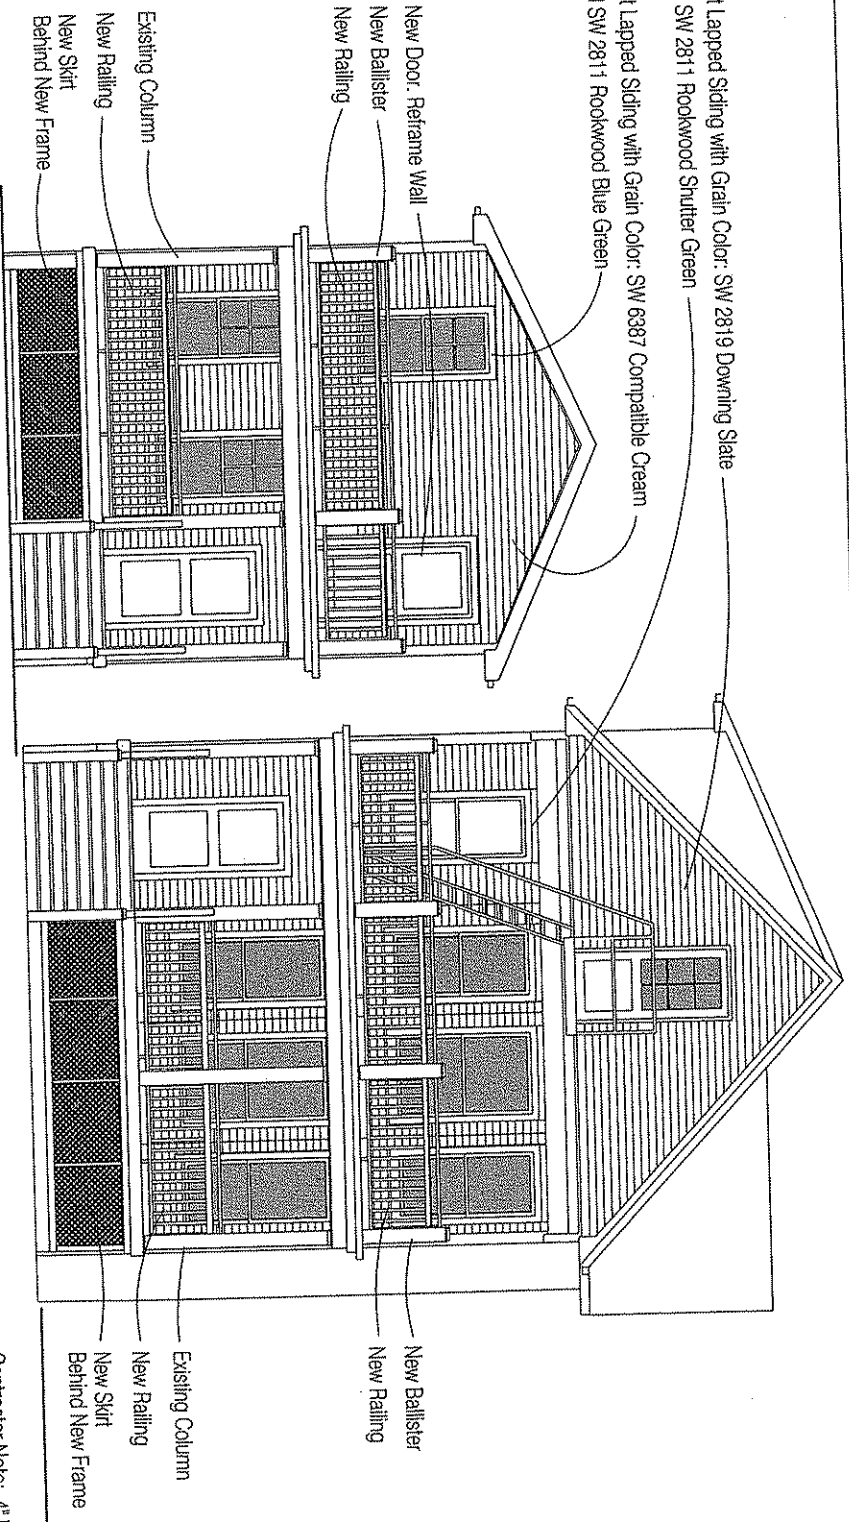 t Lapped Siding with Grain Color: SW 2819 Downing Slate
SW 2811 Rookwood Shutter Green
t Lapped Siding with Grain Color: SW 6387 Compatible Cream
SW 2811 Rookwood Blue Green
New Door. Reframe Wall
New Ballister
New Railing
Existing Column
New Railing
New Skirt
Behind New Frame
New Ballister
New Railing
Existing Column
New Railing
New Skirt
Behind New Frame
Contractor Note: 4"